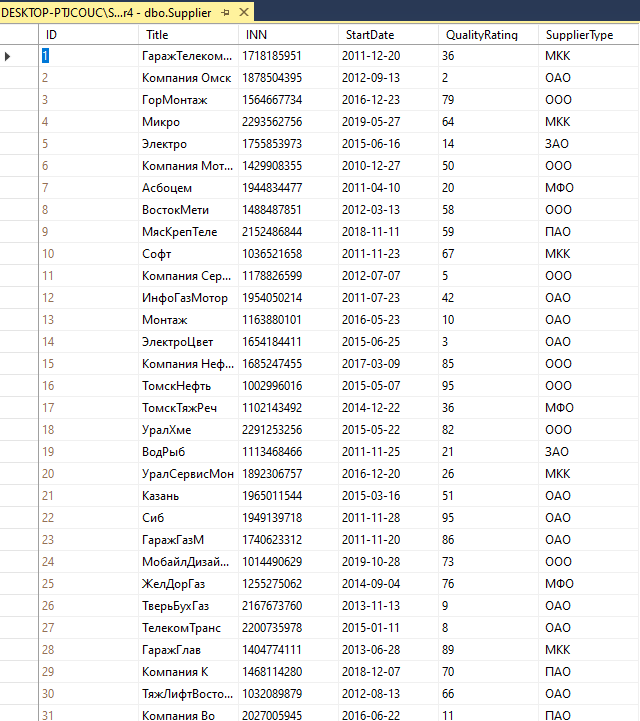 DESKTOP-PTJCOUC\S...r4 - dbo.Supplier
ID Title INN StartDate QualityRating SupplierType
1 ГаражТелеком... 1718185951 2011-12-20 36 МКК
2 Компания Омск 1878504395 2012-09-13 2 ОАО
3 ГорМонтаж 1564667734 2016-12-23 79 ООО
4 Микро 2293562756 2019-05-27 64 МКК
5 Электро 1755853973 2015-06-16 14 ЗАО
6 Компания Мот... 1429908355 2010-12-27 50 ООО
7 Асбоцем 1944834477 2011-04-10 20 МФО
8 ВостокМети 1488487851 2012-03-13 58 ООО
9 МясКрепТеле 2152486844 2018-11-11 59 ПАО
10 Софт 1036521658 2011-11-23 67 МКК
11 Компания Сер... 1178826599 2012-07-07 5 ООО
12 ИнфоГазМотор 1954050214 2011-07-23 42 ОАО
13 Монтаж 1163880101 2016-05-23 10 ОАО
14 ЭлектроЦвет 1654184411 2015-06-25 3 ОАО
15 Компания Неф... 1685247455 2017-03-09 85 ООО
16 ТомскНефть 1002996016 2015-05-07 95 ООО
17 ТомскТяжРеч 1102143492 2014-12-22 36 МФО
18 УралХме 2291253256 2015-05-22 82 ООО
19 ВодРыб 1113468466 2011-11-25 21 ЗАО
20 УралСервисМон 1892306757 2016-12-20 26 МКК
21 Казань 1965011544 2015-03-16 51 ОАО
22 Сиб 1949139718 2011-11-28 95 ОАО
23 ГаражГазМ 1740623312 2011-11-20 86 ОАО
24 МобайлДизай... 1014490629 2019-10-28 73 ООО
25 ЖелДорГаз 1255275062 2014-09-04 76 МФО
26 ТверьБухГаз 2167673760 2013-11-13 9 ОАО
27 ТелекомТранс 2200735978 2015-01-11 8 ОАО
28 ГаражГлав 1404774111 2013-06-28 89 МКК
29 Компания К 1468114280 2018-12-07 70 ПАО
30 ТяжЛифтВосто... 1032089879 2012-08-13 66 ОАО
31 Компания Во 2027005945 2016-06-22 11 ПАО